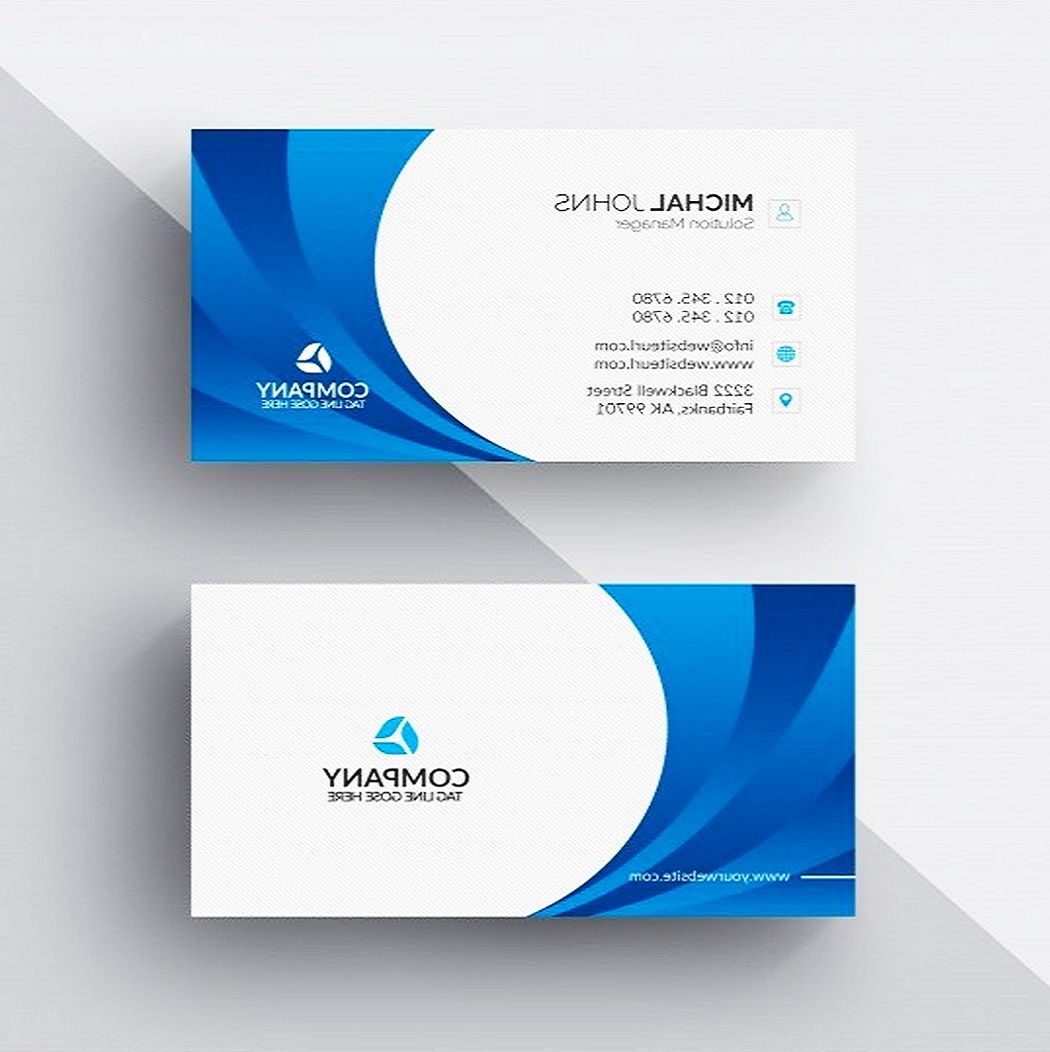 MICHAL JOHNS
Solution Manager
012 . 345 . 6780
012 . 345 . 6780
info@websiteurl.com
www.websiteurl.com
3222 Blackwell Street
Fairbanks, AK 99701
COMPANY
TAG LINE GOSE HERE
COMPANY
TAG LINE GOSE HERE
www.yourwebsite.com